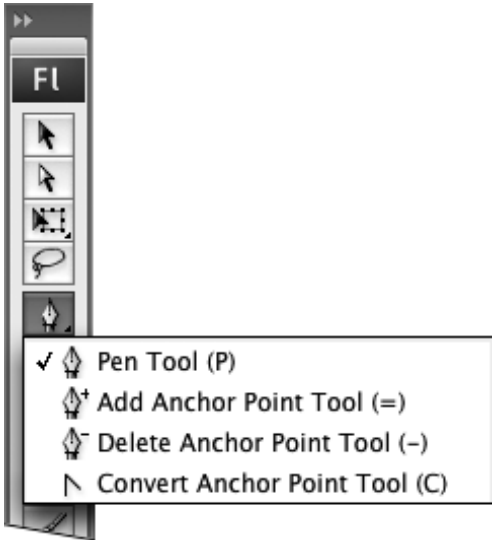 Fl
Pen Tool (P)
Add Anchor Point Tool (=)
Delete Anchor Point Tool (-)
Convert Anchor Point Tool (C)